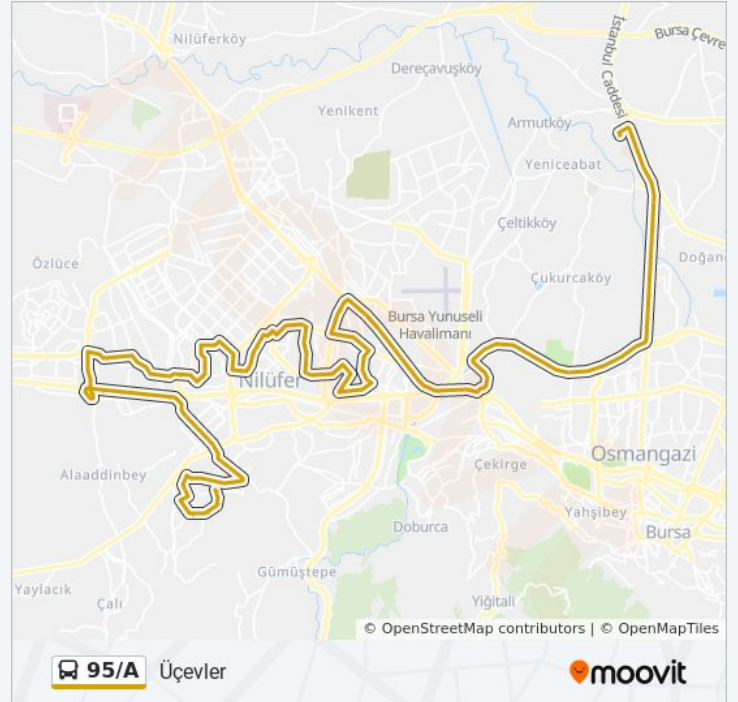 Nilüferköy
İstanbul Caddesi
Bursa Çevre
Dereçavuşköy
Yenikent
Armutköy
Yeniceabat
Çeltikköy
Özlüce
Doğan
Çukurcaköy
Bursa Yunuseli
Havalimanı
Nilüfer
Osmangazi
Alaaddinbey
Çekirge
Yahşibey
Doburca
Bursa
Gümüştepe
Yaylacık
Çalı
Yiğitali
© OpenStreetMap contributors | © OpenMapTiles
95/A Üçevler
moovit